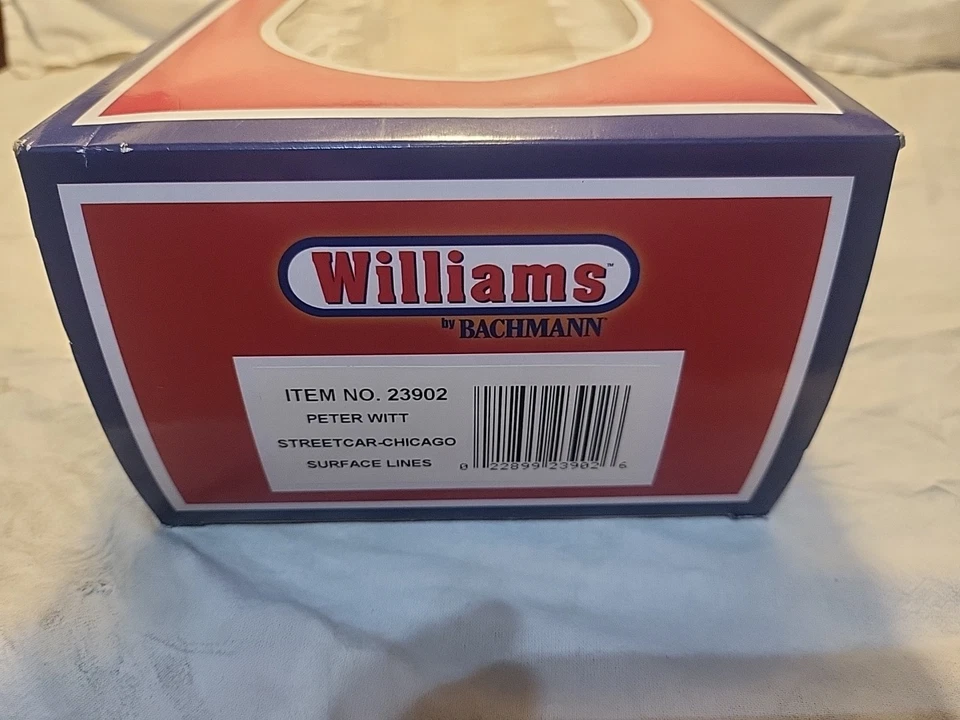 Williams™
by BACHMANN
ITEM NO. 23902
PETER WITT
STREETCAR-CHICAGO
SURFACE LINES
0 22899 23902 6